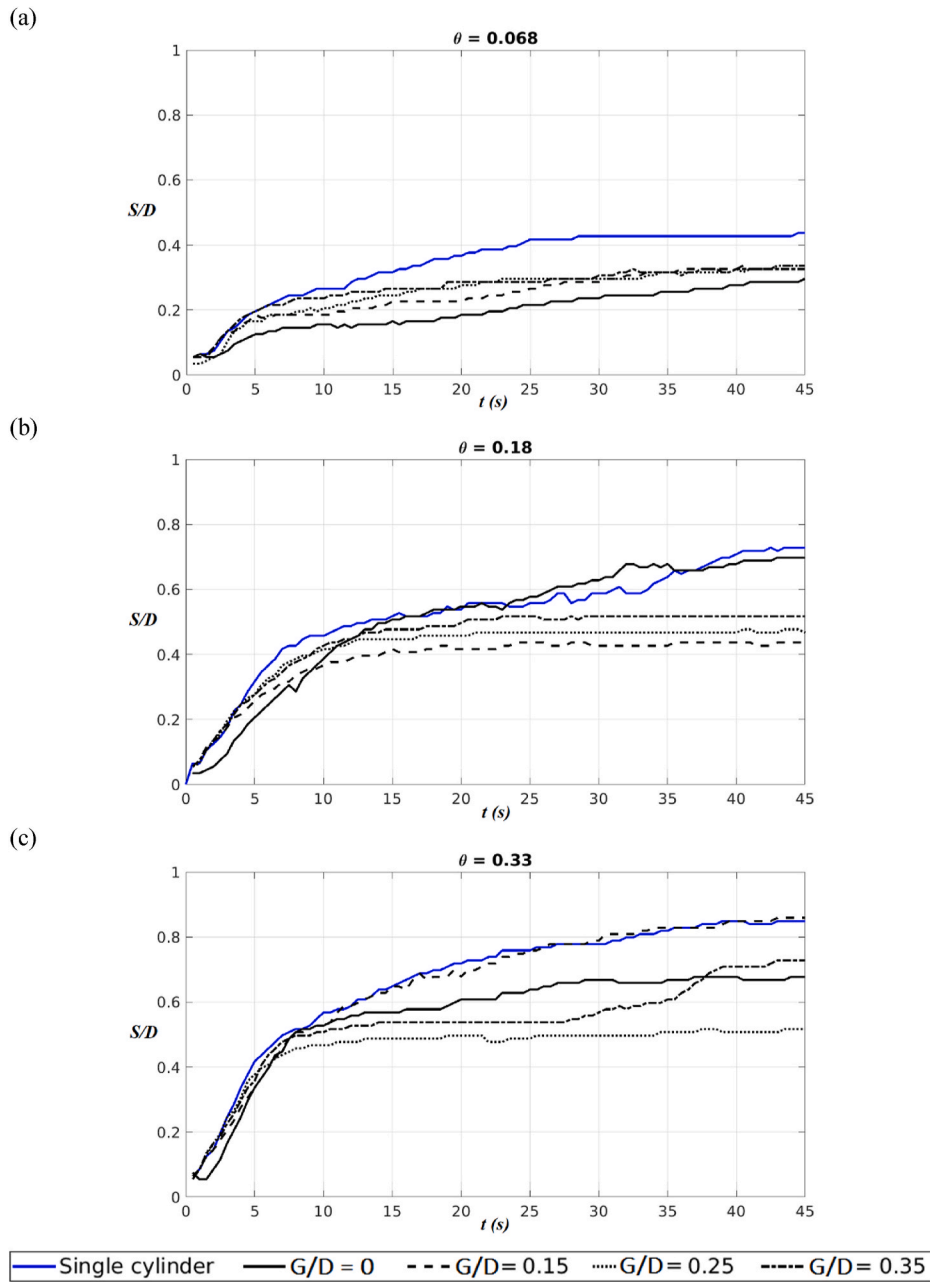 (a)
θ = 0.068
1
0.8
0.6
S/D
0.4
0.2
0
0 5 10 15 20 25 30 35 40 45
t (s)
(b)
θ = 0.18
1
0.8
0.6
S/D
0.4
0.2
0
0 5 10 15 20 25 30 35 40 45
t (s)
(c)
θ = 0.33
1
0.8
0.6
S/D
0.4
0.2
0
0 5 10 15 20 25 30 35 40 45
t (s)
Single cylinder G/D = 0 G/D= 0.15 G/D= 0.25 G/D= 0.35